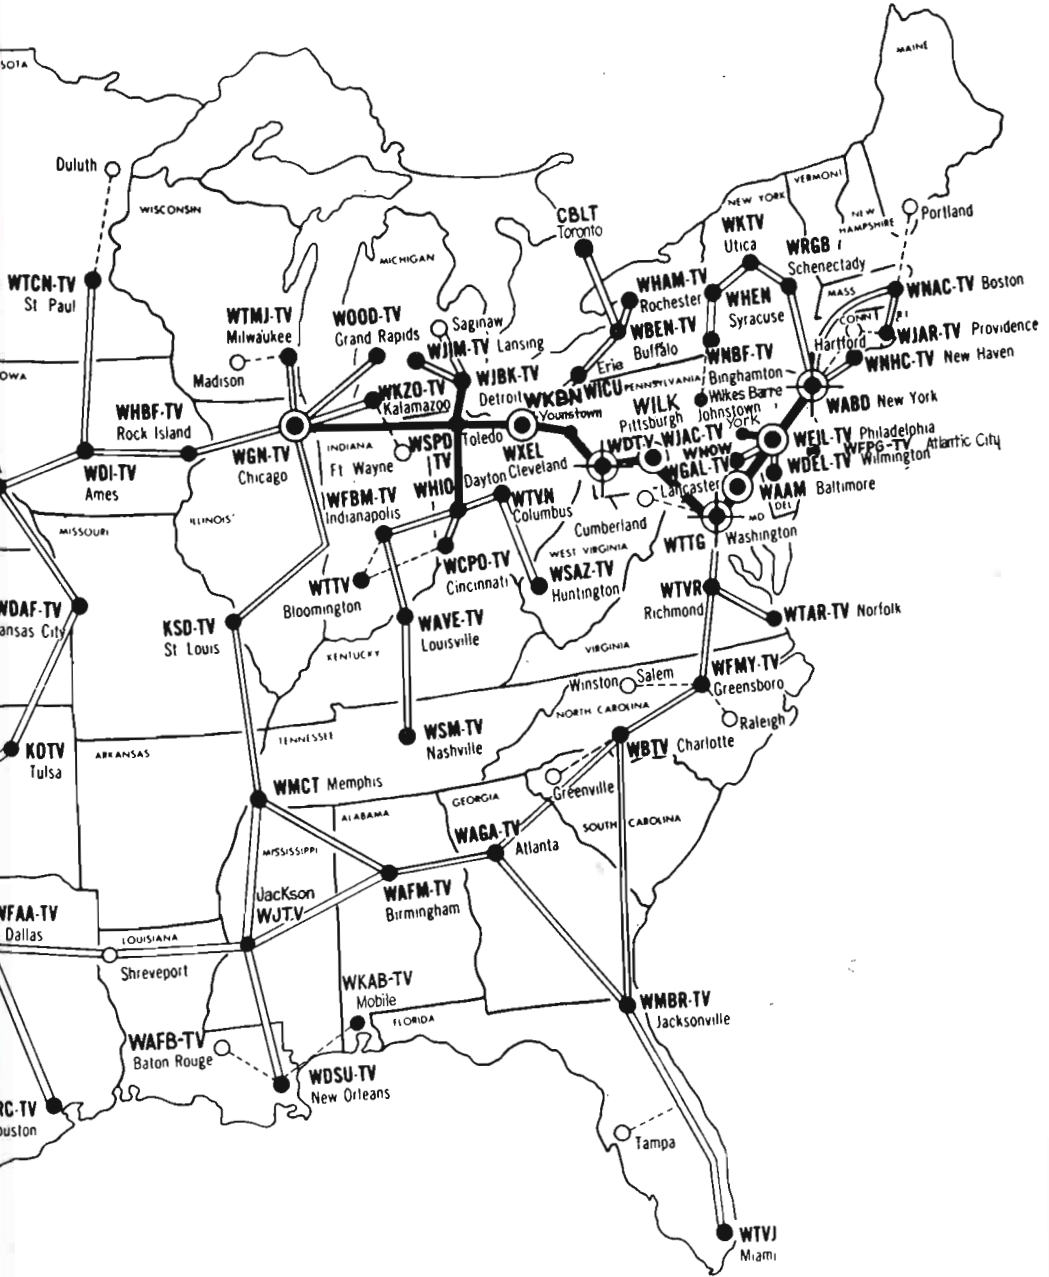 SOTA
MAINE
Duluth
WISCONSIN
VERMONT
NEW YORK
NEW
HAMPSHIRE
Portland
CBLT
Toronto
WKTV
Utica
WRGB
Schenectady
MICHIGAN
WTCN-TV
St Paul
WHAM-TV
Rochester
WHEN
Syracuse
MASS
WNAC-TV Boston
CONNT
RI
WTMJ-TV
Milwaukee
WOOD-TV
Grand Rapids
Saginaw
WJIM-TV Lansing
WBEN-TV
Buffalo
Hartford
WJAR-TV Providence
WNHC-TV New Haven
Madison
OWA
WKZO-TV
Kalamazoo
WJBK-TV
Detroit
Erie
WICU
PENNSYLVANIA
WNBF-TV
Binghamton
Wilkes Barre
WILK
WABD New York
WHBF-TV
Rock Island
WKBN
Younstown
Pittsburgh
Johnstown
York
WDTV
WJAC-TV
WFIL-TV Philadelphia
WFPG-TV Atlantic City
WNOW
WGAL-TV
Lancaster
WDEL-TV Wilmington
WAAM Baltimore
DEL
MD
WGN-TV
Chicago
INDIANA
Ft Wayne
WSPD
TV
Toledo
WXEL
Cleveland
WDI-TV
Ames
WFBM-TV
Indianapolis
WHIO
Dayton
WTVN
Columbus
Cumberland
WTTG Washington
MISSOURI
ILLINOIS
WEST VIRGINIA
WTTV
Bloomington
WCPO-TV
Cincinnati
WSAZ-TV
Huntington
WTVR
Richmond
WTAR-TV Norfolk
WDAF-TV
ansas City
KSD-TV
St Louis
WAVE-TV
Louisville
KENTUCKY
VIRGINIA
Winston Salem
WFMY-TV
Greensboro
NORTH CAROLINA
Raleigh
KOTV
Tulsa
ARKANSAS
TENNESSEE
WSM-TV
Nashville
WBTV Charlotte
WMCT Memphis
ALABAMA
GEORGIA
Greenville
SOUTH CAROLINA
WAGA-TV
Atlanta
MISSISSIPPI
Jackson
WJTV
WAFM-TV
Birmingham
WFAA-TV
Dallas
LOUISIANA
Shreveport
WKAB-TV
Mobile
FLORIDA
WMBR-TV
Jacksonville
WAFB-TV
Baton Rouge
WDSU-TV
New Orleans
RC-TV
ouston
Tampa
WTVJ
Miami